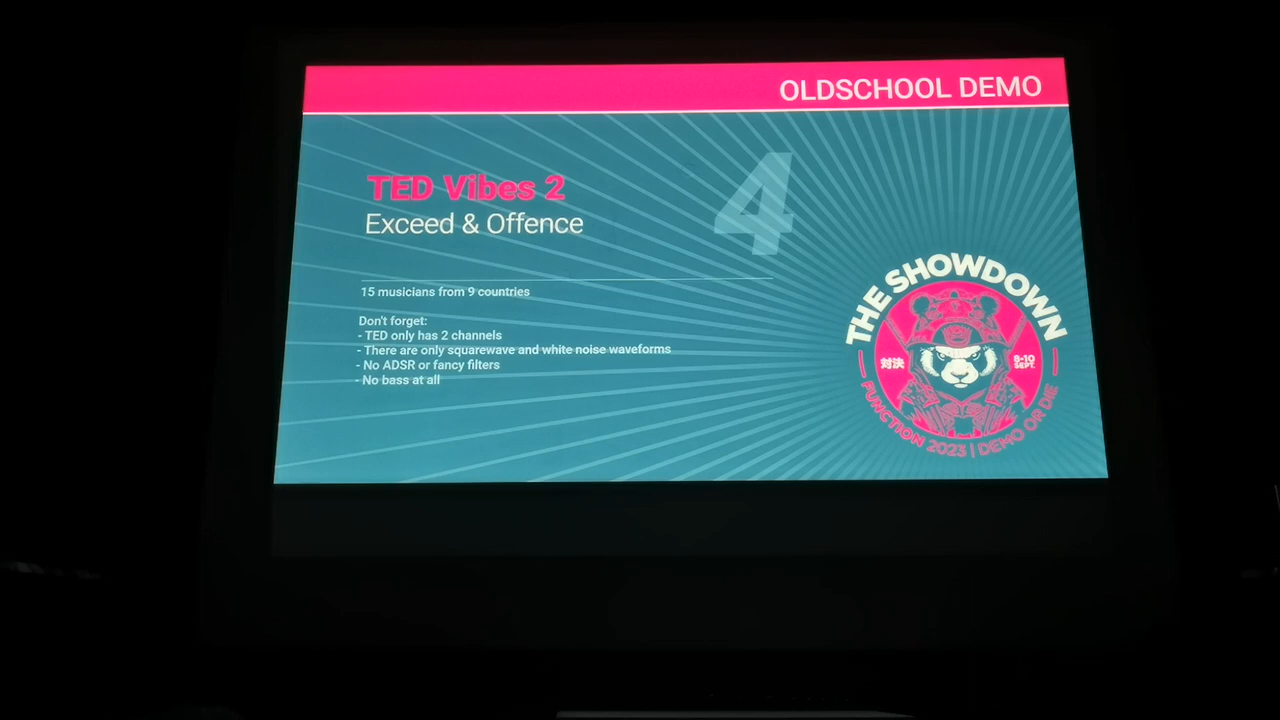 OLDSCHOOL DEMO
TED Vibes 2
4
Exceed & Offence
15 musicians from 9 countries
Don't forget:
- TED only has 2 channels
- There are only squarewave and white noise waveforms
- No ADSR or fancy filters
- No bass at all
THE SHOWDOWN
対決
8-10
SEPT.
FUNCTION 2023 | DEMO OR DIE